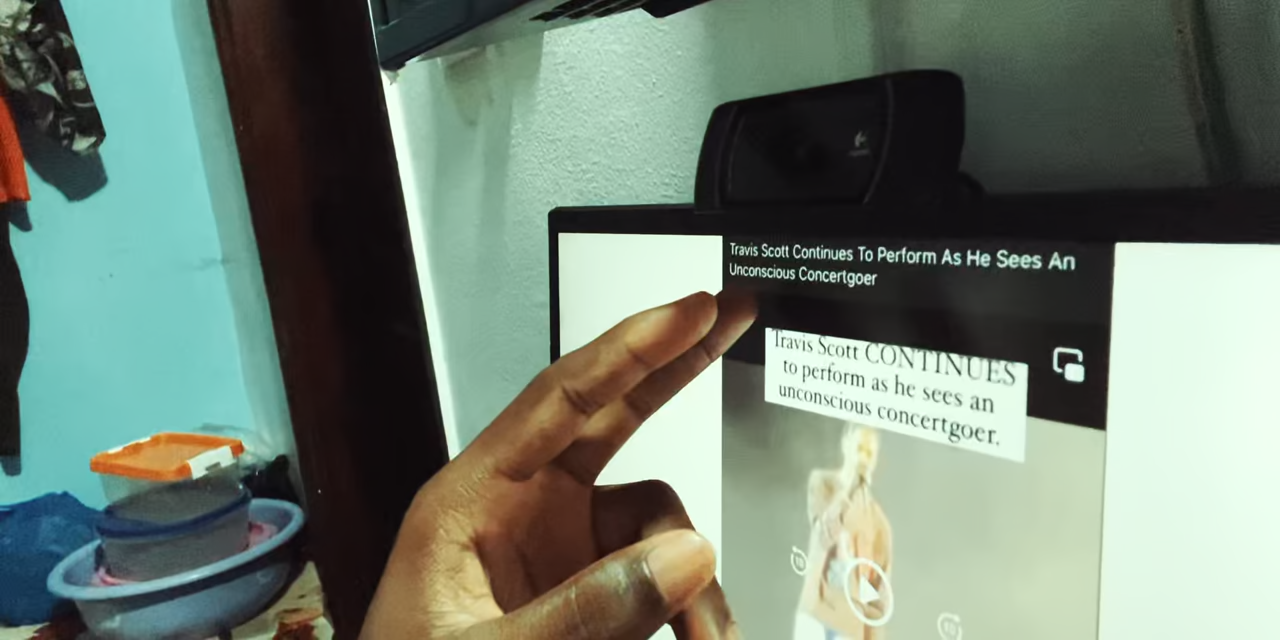 Travis Scott Continues To Perform As He Sees An
Unconscious Concertgoer
Travis Scott CONTINUES
to perform as he sees an
unconscious concertgoer.